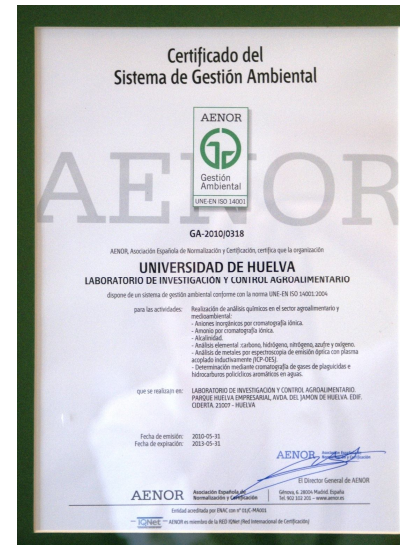 Certificado del
Sistema de Gestión Ambiental
AENOR
Gestión
Ambiental
UNE-EN ISO 14001
AENOR
GA-2010/0318
AENOR, Asociación Española de Normalización y Certificación, certifica que la organización
UNIVERSIDAD DE HUELVA
LABORATORIO DE INVESTIGACIÓN Y CONTROL AGROALIMENTARIO
dispone de un sistema de gestión ambiental conforme con la norma UNE-EN ISO 14001:2004
para las actividades: Realización de análisis químicos en el sector agroalimentario y
medioambiental:
- Aniones inorgánicos por cromatografía iónica.
- Amonio por cromatografía iónica.
- Alcalinidad.
- Análisis elemental :carbono, hidrógeno, nitrógeno, azufre y oxígeno.
- Análisis de metales por espectroscopia de emisión óptica con plasma
acoplado inductivamente (ICP-OES).
- Determinación mediante cromatografía de gases de plaguicidas e
hidrocarburos policíclicos aromáticos en aguas.
que se realiza/n en: LABORATORIO DE INVESTIGACIÓN Y CONTROL AGROALIMENTARIO.
PARQUE HUELVA EMPRESARIAL, AVDA. DEL JAMON DE HUELVA. EDIF.
CIDERTA. 21007 - HUELVA
Fecha de emisión: 2010-05-31
Fecha de expiración: 2013-05-31
AENOR Asociación Española de
Normalización y Certificación
El Director General de AENOR
AENOR Asociación Española de
Normalización y Certificación
Génova, 6. 28004 Madrid. España
Tel. 902 102 201 - www.aenor.es
Entidad acreditada por ENAC con nº 01/C-MA001
IQNet AENOR es miembro de la RED IQNet (Red Internacional de Certificación)